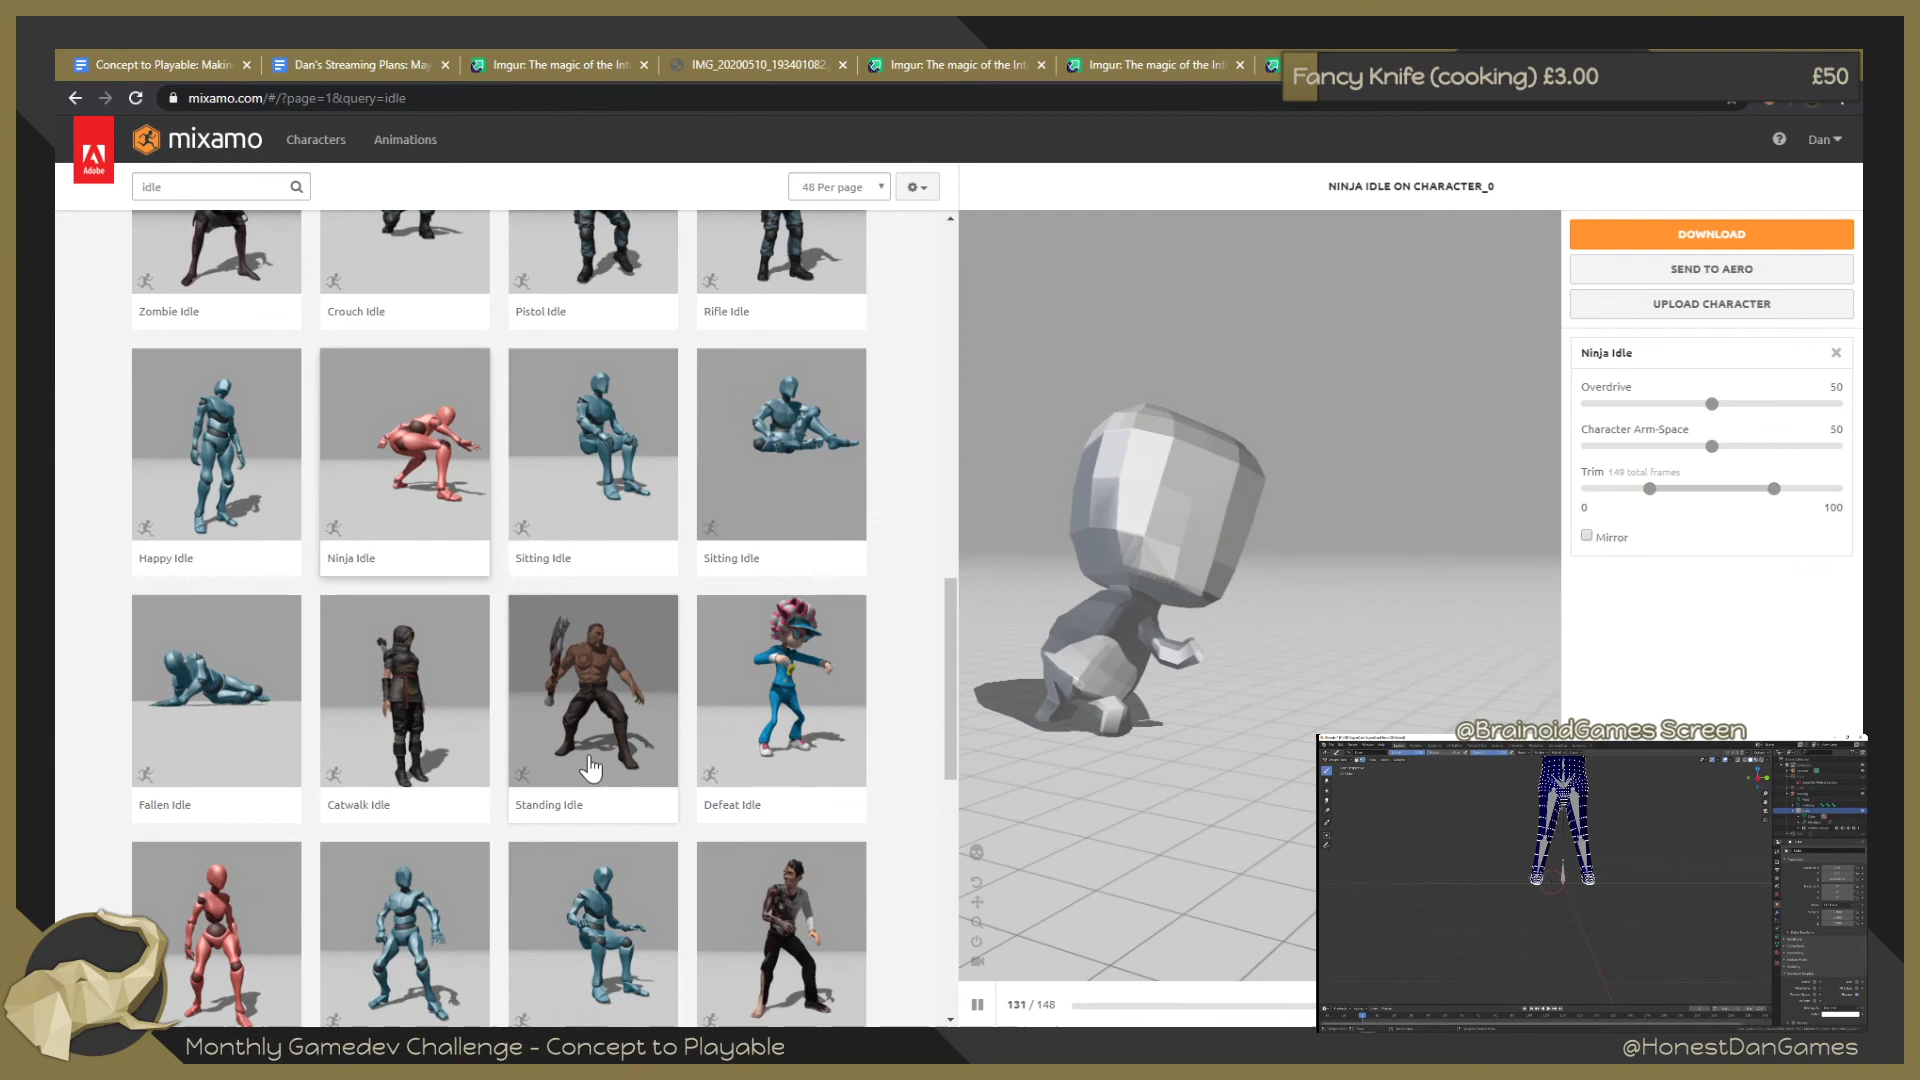 Concept to Playable: Makin
Dan's Streaming Plans: May
Imgur: The magic of the Int
IMG_20200510_193401082_
Imgur: The magic of the Int
Imgur: The magic of the Int
Fancy Knife (cooking) £3.00
£50
mixamo.com/#/?page=1&query=idle
Adobe
mixamo
Characters
Animations
Dan
idle
48 Per page
NINJA IDLE ON CHARACTER_0
DOWNLOAD
SEND TO AERO
UPLOAD CHARACTER
Zombie Idle
Crouch Idle
Pistol Idle
Rifle Idle
Ninja Idle
Overdrive
50
Character Arm-Space
50
Trim 149 total Frames
0
100
Mirror
Happy Idle
Ninja Idle
Sitting Idle
Sitting Idle
Fallen Idle
Catwalk Idle
Standing Idle
Defeat Idle
@BrainoidGames Screen
131 / 148
Monthly Gamedev Challenge - Concept to Playable
@HonestDanGames